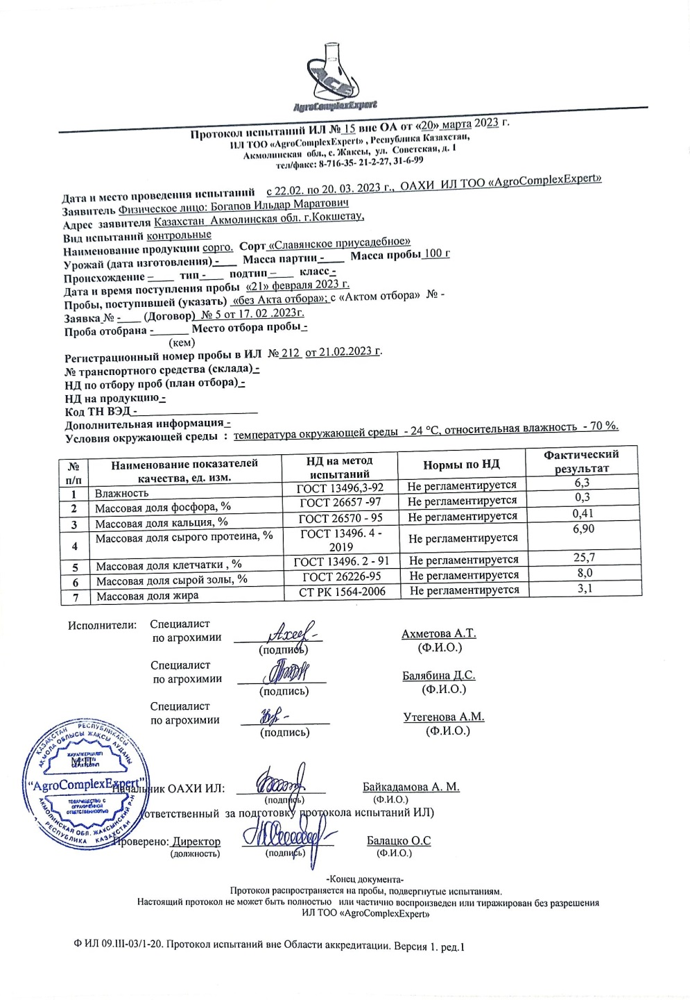 ACE
AgroComplexExpert
Протокол испытаний ИЛ № 15 вне ОА от «20» марта 2023 г.
ИЛ ТОО «AgroComplexExpert» , Республика Казахстан,
Акмолинская обл., с. Жаксы, ул. Советская, д. 1
тел/факс: 8-716-35- 21-2-27, 31-6-99
Дата и место проведения испытаний с 22.02. по 20. 03. 2023 г., ОАХИ ИЛ ТОО «AgroComplexExpert»
Заявитель Физическое лицо: Богапов Ильдар Маратович
Адрес заявителя Казахстан Акмолинская обл. г.Кокшетау,
Вид испытаний контрольные
Наименование продукции сорго. Сорт «Славянское приусадебное»
Урожай (дата изготовления) -____ Масса партии -____ Масса пробы 100 г
Происхождение –____ тип -____ подтип –____ класс -
Дата и время поступления пробы «21» февраля 2023 г.
Пробы, поступившей (указать) «без Акта отбора»; с «Актом отбора» № -
Заявка № -____ (Договор) № 5 от 17. 02 .2023г.
Проба отобрана -______ Место отбора пробы -
(кем)
Регистрационный номер пробы в ИЛ № 212 от 21.02.2023 г.
№ транспортного средства (склада) -
НД по отбору проб (план отбора) -
НД на продукцию -
Код ТН ВЭД -____________________
Дополнительная информация -
Условия окружающей среды : температура окружающей среды - 24 °С, относительная влажность - 70 %.
№ п/п Наименование показателей качества, ед. изм. НД на метод испытаний Нормы по НД Фактический результат
1 Влажность ГОСТ 13496,3-92 Не регламентируется 6,3
2 Массовая доля фосфора, % ГОСТ 26657 -97 Не регламентируется 0,3
3 Массовая доля кальция, % ГОСТ 26570 - 95 Не регламентируется 0,41
4 Массовая доля сырого протеина, % ГОСТ 13496. 4 - 2019 Не регламентируется 6,90
5 Массовая доля клетчатки , % ГОСТ 13496. 2 - 91 Не регламентируется 25,7
6 Массовая доля сырой золы, % ГОСТ 26226-95 Не регламентируется 8,0
7 Массовая доля жира СТ РК 1564-2006 Не регламентируется 3,1
Исполнители: Специалист
по агрохимии Ахметова А.Т.
(подпись) (Ф.И.О.)
Специалист
по агрохимии Балябина Д.С.
(подпись) (Ф.И.О.)
Специалист
по агрохимии Утегенова А.М.
(подпись) (Ф.И.О.)
ҚАЗАҚСТАН РЕСПУБЛИКАСЫ
АҚМОЛА ОБЛЫСЫ ЖАҚСЫ АУДАНЫ
М.П.
"AgroComplexExpert"
ТОВАРИЩЕСТВО С
ОГРАНИЧЕННОЙ
ОТВЕТСТВЕННОСТЬЮ
АКМОЛИНСКАЯ ОБЛ. ЖАКСЫНСКИЙ Р-Н
РЕСПУБЛИКА КАЗАХСТАН
Начальник ОАХИ ИЛ: Байкадамова А. М.
(подпись) (Ф.И.О.)
(ответственный за подготовку протокола испытаний ИЛ)
Проверено: Директор Балацко О.С
(должность) (подпись) (Ф.И.О.)
-Конец документа-
Протокол распространяется на пробы, подвергнутые испытаниям.
Настоящий протокол не может быть полностью или частично воспроизведен или тиражирован без разрешения
ИЛ ТОО «AgroComplexExpert»
Ф ИЛ 09.III-03/1-20. Протокол испытаний вне Области аккредитации. Версия 1. ред.1